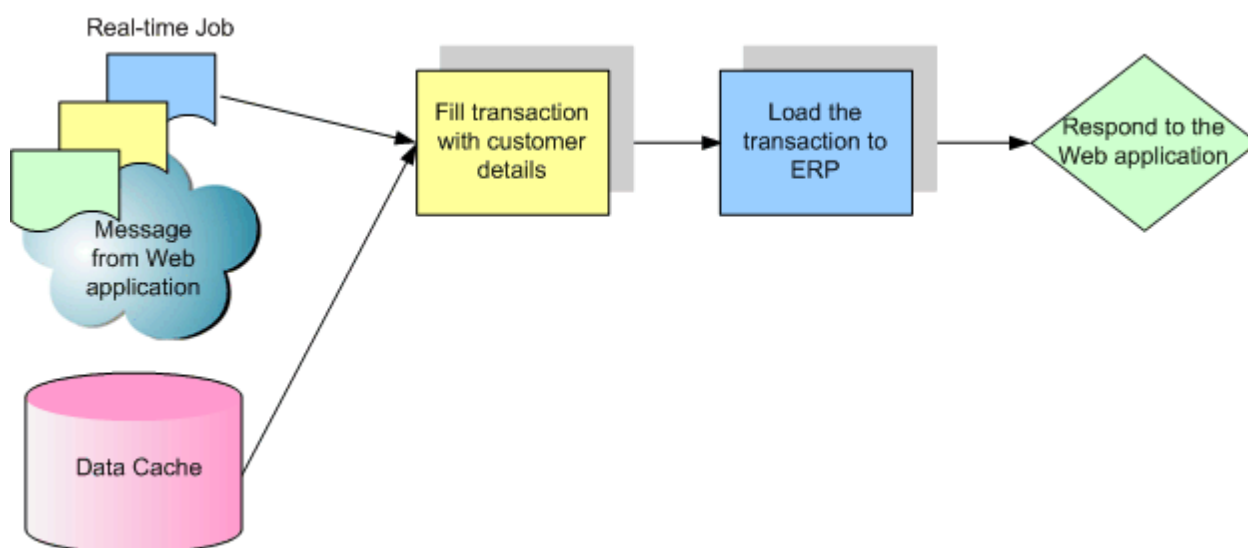 Real-time Job
Message
from Web
application
Data Cache
Fill transaction
with customer
details
Load the
transaction to
ERP
Respond to the
Web application